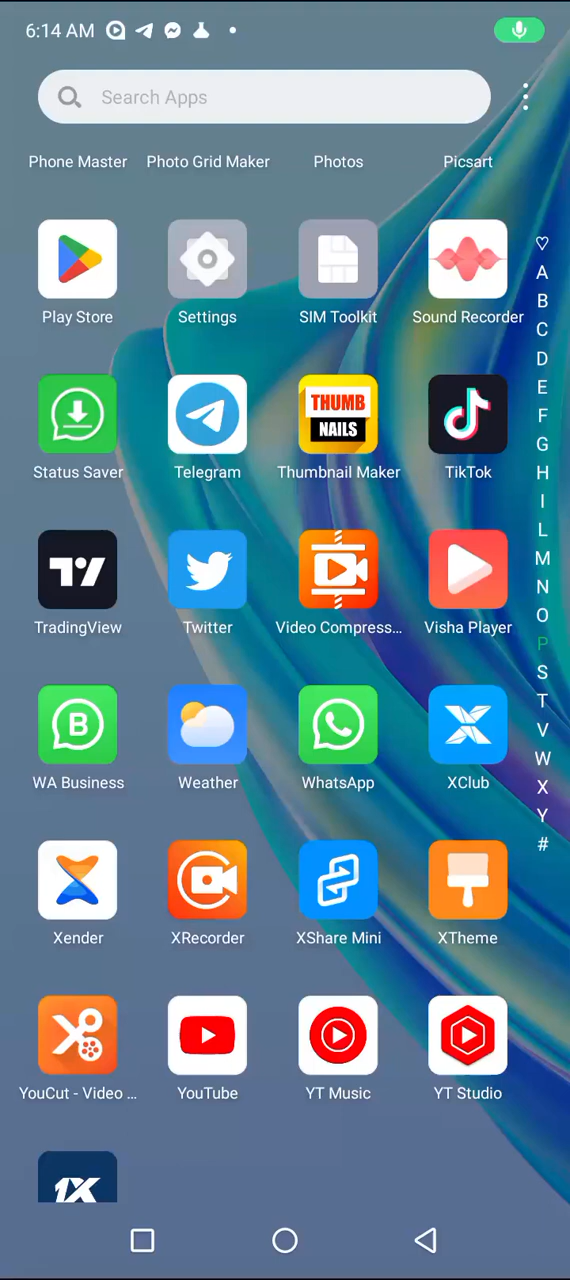 6:14 AM
Search Apps
Phone Master Photo Grid Maker Photos Picsart
♡
A
B
C
D
E
F
G
H
I
L
M
N
O
P
S
T
V
W
X
Y
#
Play Store Settings SIM Toolkit Sound Recorder
THUMB
NAILS
Status Saver Telegram Thumbnail Maker TikTok
TradingView Twitter Video Compress... Visha Player
B
WA Business Weather WhatsApp XClub
Xender XRecorder XShare Mini XTheme
YouCut - Video ... YouTube YT Music YT Studio
1X